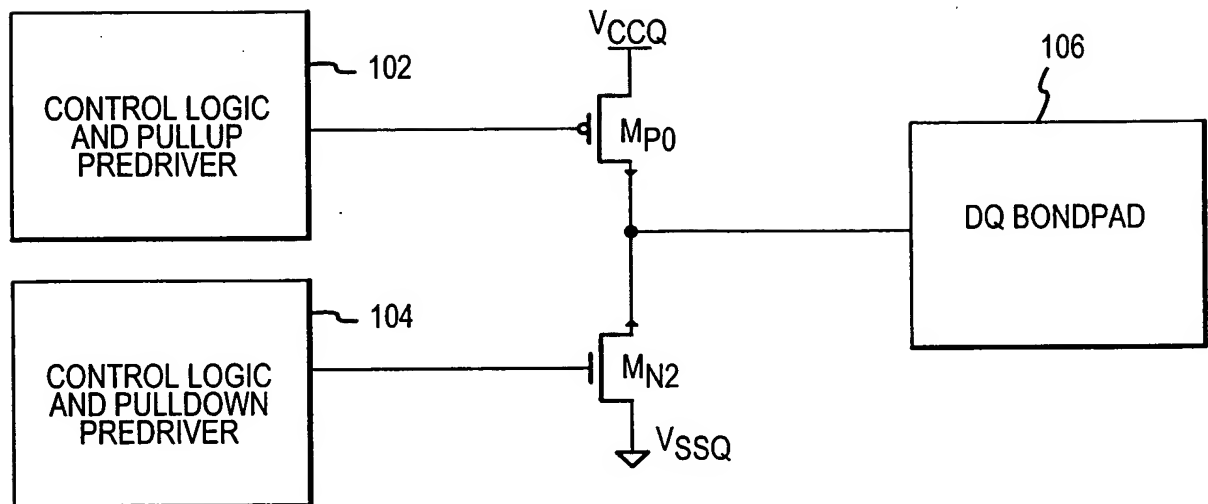 102
CONTROL LOGIC
AND PULLUP
PREDRIVER
VCCQ
MP0
106
DQ BONDPAD
104
CONTROL LOGIC
AND PULLDOWN
PREDRIVER
MN2
VSSQ